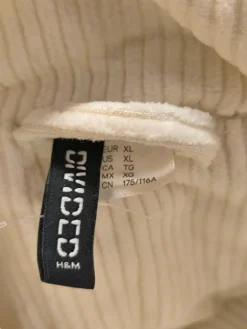 DIVIDED
H&M
EUR XL
US XL
CA TG
MX XG
CN 175/116A